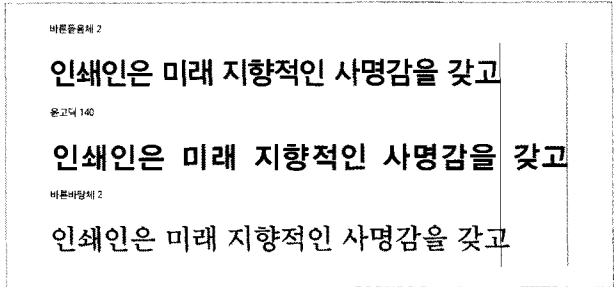 바른돋움체 2
인쇄인은 미래 지향적인 사명감을 갖고
윤고딕 140
인쇄인은 미래 지향적인 사명감을 갖고
바른바탕체 2
인쇄인은 미래 지향적인 사명감을 갖고